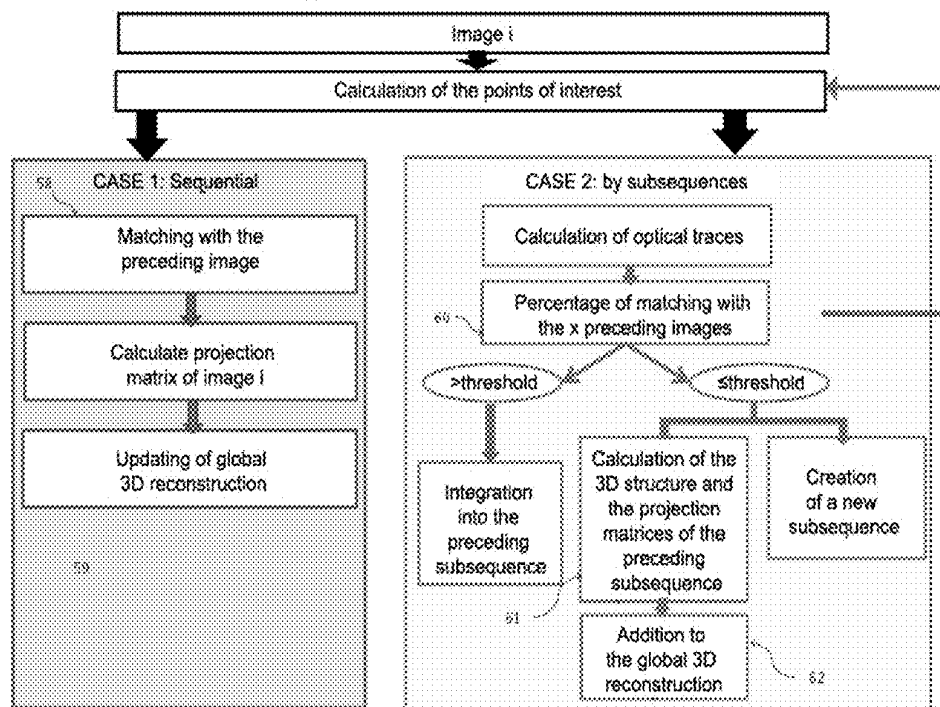 Image i
Calculation of the points of interest
58
CASE 1: Sequential
Matching with the
preceding image
Calculate projection
matrix of image i
Updating of global
3D reconstruction
59
CASE 2: by subsequences
Calculation of optical traces
60
Percentage of matching with
the x preceding images
>threshold
≤threshold
Integration
into the
preceding
subsequence
Calculation of the
3D structure and
the projection
matrices of the
preceding
subsequence
Creation
of a new
subsequence
61
Addition to
the global 3D
reconstruction
62